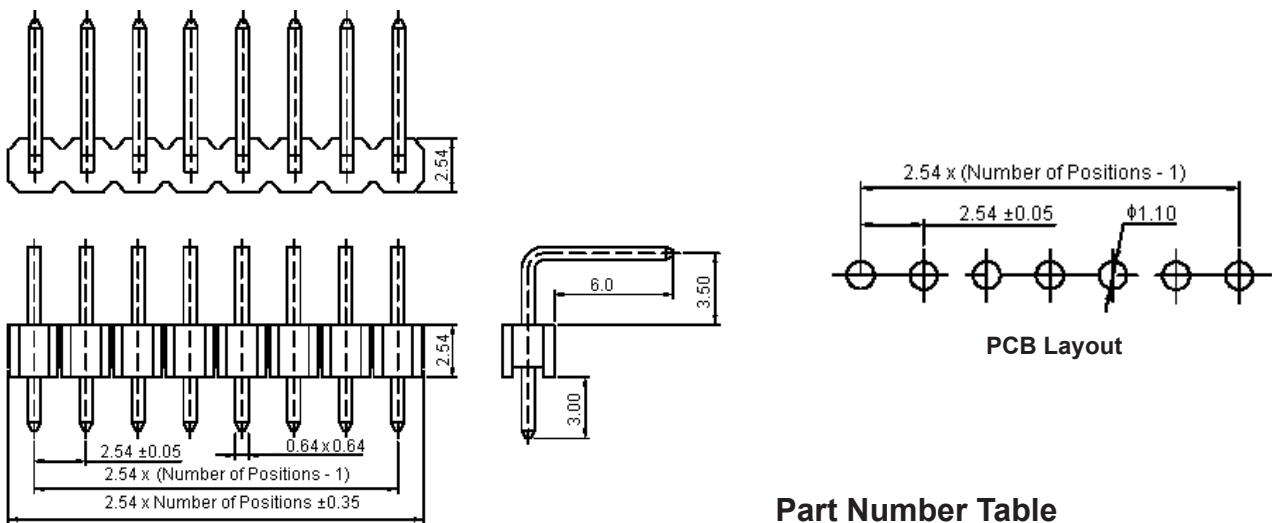 2.54
2.54 x (Number of Positions - 1)
2.54 ±0.05
ϕ1.10
6.0
3.50
2.54
PCB Layout
3.00
2.54 ±0.05
0.64 x 0.64
2.54 x (Number of Positions - 1)
2.54 x Number of Positions ±0.35
Part Number Table